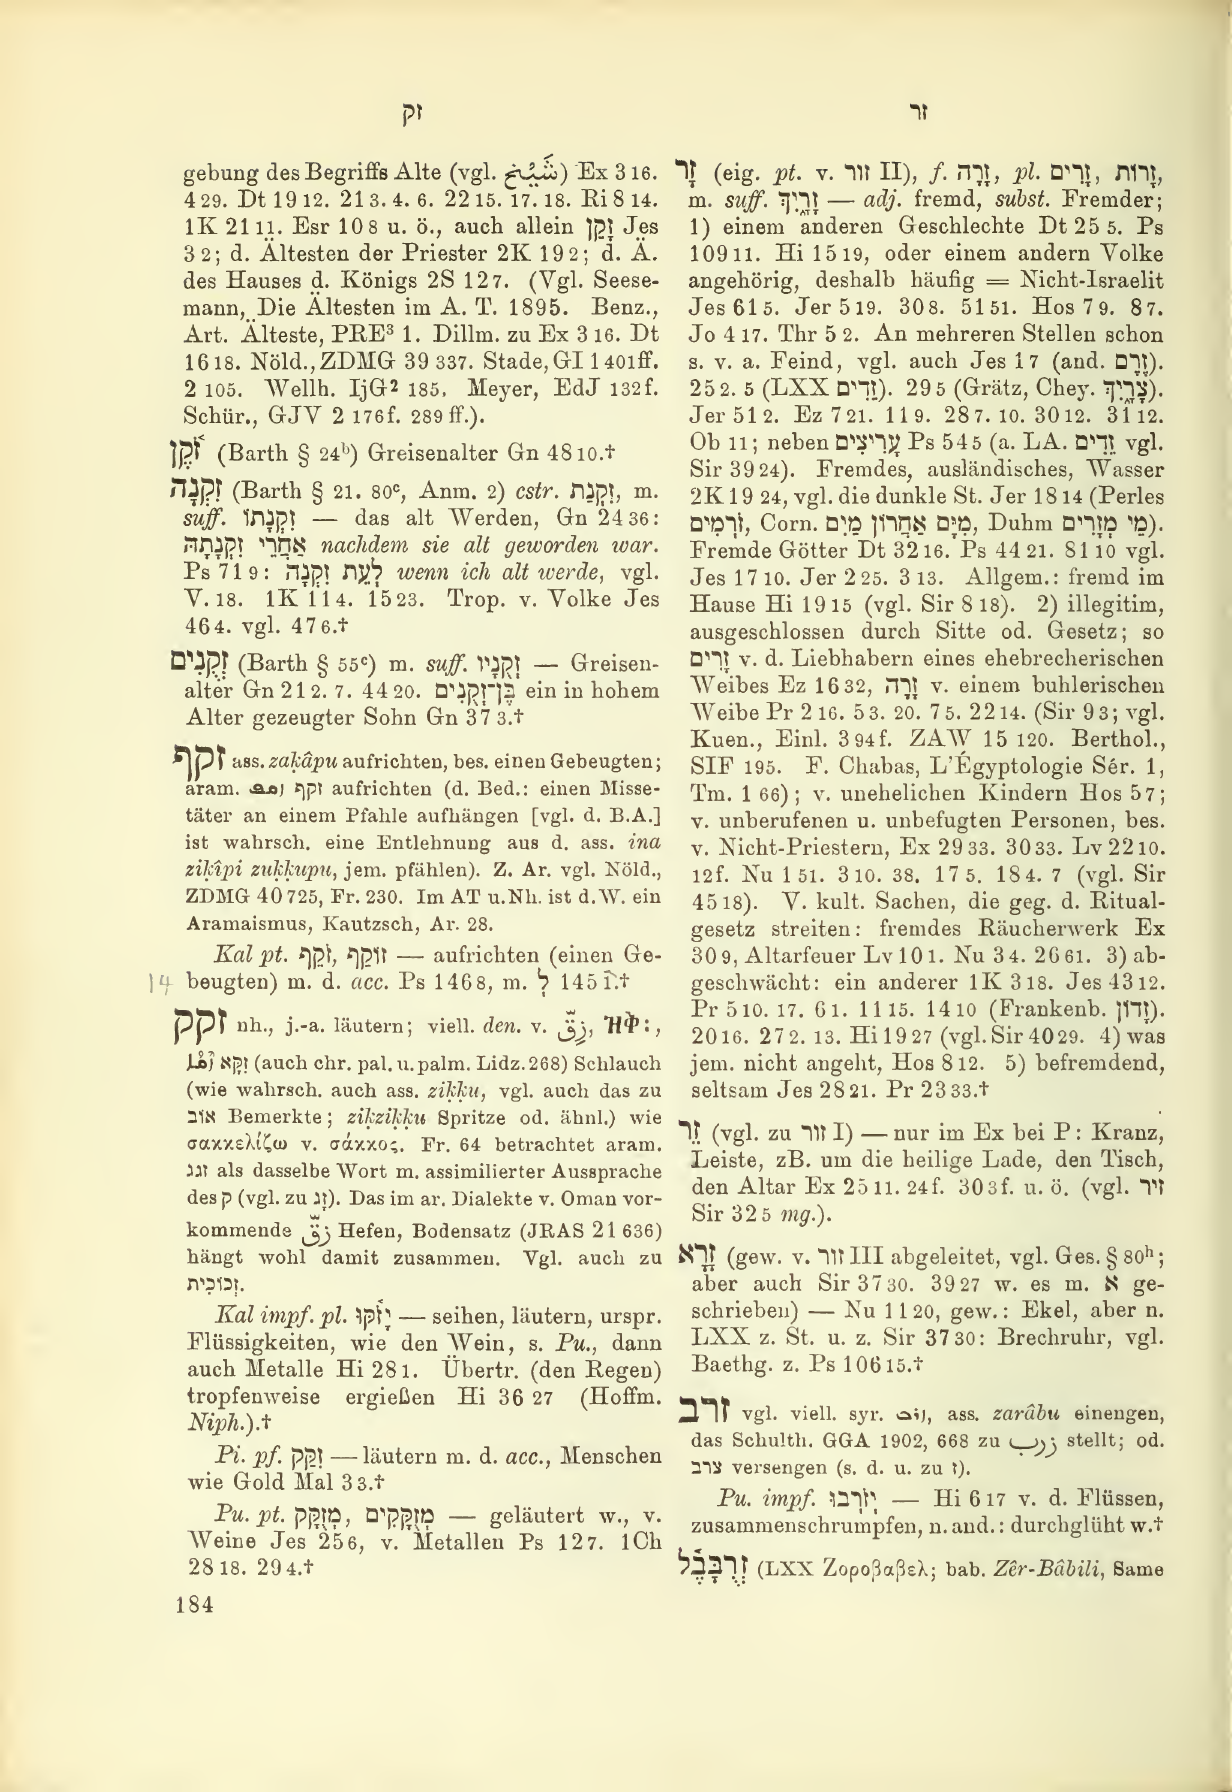 זק
זר
gebung des Begriffs Alte (vgl. شَيْخ) Ex 3 16.
4 29. Dt 19 12. 21 3. 4. 6. 22 15. 17. 18. Ri 8 14.
1K 21 11. Esr 10 8 u. ö., auch allein זָקֵן Jes
3 2; d. Ältesten der Priester 2K 19 2; d. Ä.
des Hauses d. Königs 2S 12 7. (Vgl. Seese-
mann, Die Ältesten im A. T. 1895. Benz.,
Art. Älteste, PRE³ 1. Dillm. zu Ex 3 16. Dt
16 18. Nöld., ZDMG 39 337. Stade, GI 1 401ff.
2 105. Wellh. IjG² 185. Meyer, EdJ 132f.
Schür., GJV 2 176f. 289 ff.).
זֹקֶן (Barth § 24ᵇ) Greisenalter Gn 48 10.†
זִקְנָה (Barth § 21. 80ᶜ, Anm. 2) cstr. זִקְנַת, m.
suff. זִקְנָתוֹ — das alt Werden, Gn 24 36:
אַחֲרֵי זִקְנָתָהּ nachdem sie alt geworden war.
Ps 71 9: לְעֵת זִקְנָה wenn ich alt werde, vgl.
V. 18. 1K 11 4. 15 23. Trop. v. Volke Jes
46 4. vgl. 47 6.†
זְקֻנִים (Barth § 55ᶜ) m. suff. זְקֻנָיו — Greisen-
alter Gn 21 2. 7. 44 20. בֶּן־זְקֻנִים ein in hohem
Alter gezeugter Sohn Gn 37 3.†
זקף ass. zaḳâpu aufrichten, bes. einen Gebeugten;
aram. זקף ܙܩܦ aufrichten (d. Bed.: einen Misse-
täter an einem Pfahle aufhängen [vgl. d. B.A.]
ist wahrsch. eine Entlehnung aus d. ass. ina
ziḳîpi zuḳḳupu, jem. pfählen). Z. Ar. vgl. Nöld.,
ZDMG 40 725, Fr. 230. Im AT u. Nh. ist d. W. ein
Aramaismus, Kautzsch, Ar. 28.
Kal pt. זֹקֵף, זוֹקֵף — aufrichten (einen Ge-
14 beugten) m. d. acc. Ps 146 8, m. לְ 145 1.†
זקק nh., j.-a. läutern; viell. den. v. زِقّ, ዝቅ፡,
זִקָּא (auch chr. pal. u. palm. Lidz. 268) Schlauch
(wie wahrsch. auch ass. ziḳḳu, vgl. auch das zu
אוב Bemerkte; ziḳziḳḳu Spritze od. ähnl.) wie
σακκελίζω v. σάκκος. Fr. 64 betrachtet aram.
זגג als dasselbe Wort m. assimilierter Aussprache
des p (vgl. zu זָג). Das im ar. Dialekte v. Oman vor-
kommende زقّ Hefen, Bodensatz (JRAS 21 636)
hängt wohl damit zusammen. Vgl. auch zu
זְכוֹכִית.
Kal impf. pl. יָזֹקּוּ — seihen, läutern, urspr.
Flüssigkeiten, wie den Wein, s. Pu., dann
auch Metalle Hi 28 1. Übertr. (den Regen)
tropfenweise ergießen Hi 36 27 (Hoffm.
Niph.).†
Pi. pf. זִקַּק — läutern m. d. acc., Menschen
wie Gold Mal 3 3.†
Pu. pt. מְזֻקָּק, מְזֻקָּקִים — geläutert w., v.
Weine Jes 25 6, v. Metallen Ps 12 7. 1Ch
28 18. 29 4.†
184
זָר (eig. pt. v. זור II), f. זָרָה, pl. זָרִים, זָרוֹת,
m. suff. זָרָיִךְ — adj. fremd, subst. Fremder;
1) einem anderen Geschlechte Dt 25 5. Ps
109 11. Hi 15 19, oder einem andern Volke
angehörig, deshalb häufig = Nicht-Israelit
Jes 61 5. Jer 5 19. 30 8. 51 51. Hos 7 9. 8 7.
Jo 4 17. Thr 5 2. An mehreren Stellen schon
s. v. a. Feind, vgl. auch Jes 1 7 (and. זֶרֶם).
25 2. 5 (LXX זֵדִים). 29 5 (Grätz, Chey. צָרָיִךְ).
Jer 51 2. Ez 7 21. 11 9. 28 7. 10. 30 12. 31 12.
Ob 11; neben עָרִיצִים Ps 54 5 (a. LA. זֵדִים vgl.
Sir 39 24). Fremdes, ausländisches, Wasser
2K 19 24, vgl. die dunkle St. Jer 18 14 (Perles
זֹרְמִים, Corn. מַיִם אַחֲרוֹן מַיִם, Duhm מֵי מְזָרִים).
Fremde Götter Dt 32 16. Ps 44 21. 81 10 vgl.
Jes 17 10. Jer 2 25. 3 13. Allgem.: fremd im
Hause Hi 19 15 (vgl. Sir 8 18). 2) illegitim,
ausgeschlossen durch Sitte od. Gesetz; so
זָרִים v. d. Liebhabern eines ehebrecherischen
Weibes Ez 16 32, זָרָה v. einem buhlerischen
Weibe Pr 2 16. 5 3. 20. 7 5. 22 14. (Sir 9 3; vgl.
Kuen., Einl. 3 94f. ZAW 15 120. Berthol.,
SIF 195. F. Chabas, L'Égyptologie Sér. 1,
Tm. 1 66); v. unehelichen Kindern Hos 5 7;
v. unberufenen u. unbefugten Personen, bes.
v. Nicht-Priestern, Ex 29 33. 30 33. Lv 22 10.
12f. Nu 1 51. 3 10. 38. 17 5. 18 4. 7 (vgl. Sir
45 18). V. kult. Sachen, die geg. d. Ritual-
gesetz streiten: fremdes Räucherwerk Ex
30 9, Altarfeuer Lv 10 1. Nu 3 4. 26 61. 3) ab-
geschwächt: ein anderer 1K 3 18. Jes 43 12.
Pr 5 10. 17. 6 1. 11 15. 14 10 (Frankenb. זָדוֹן).
20 16. 27 2. 13. Hi 19 27 (vgl. Sir 40 29. 4) was
jem. nicht angeht, Hos 8 12. 5) befremdend,
seltsam Jes 28 21. Pr 23 33.†
זֵר (vgl. zu זור I) — nur im Ex bei P: Kranz,
Leiste, zB. um die heilige Lade, den Tisch,
den Altar Ex 25 11. 24f. 30 3f. u. ö. (vgl. זיר
Sir 32 5 mg.).
זָרָא (gew. v. זור III abgeleitet, vgl. Ges. § 80ʰ;
aber auch Sir 37 30. 39 27 w. es m. א ge-
schrieben) — Nu 11 20, gew.: Ekel, aber n.
LXX z. St. u. z. Sir 37 30: Brechruhr, vgl.
Baethg. z. Ps 106 15.†
זרב vgl. viell. syr. ܙܪܒ, ass. zarâbu einengen,
das Schulth. GGA 1902, 668 zu زرب stellt; od.
צרב versengen (s. d. u. zu ז).
Pu. impf. יְזֹרְבוּ — Hi 6 17 v. d. Flüssen,
zusammenschrumpfen, n. and.: durchglüht w.†
זְרֻבָּבֶל (LXX Ζοροβαβελ; bab. Zêr-Bâbili, Same